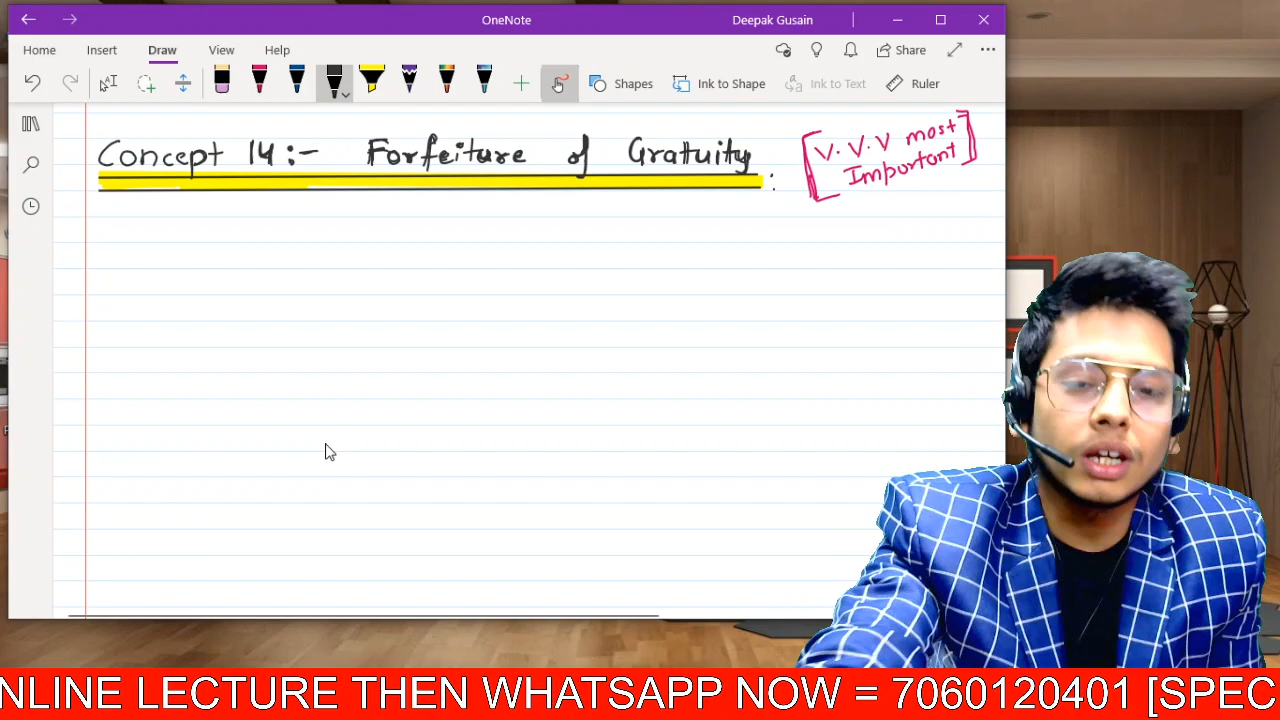 OneNote
Deepak Gusain
Home Insert Draw View Help
Share
Shapes Ink to Shape Ink to Text Ruler
Concept 14:- Forfeiture of Gratuity :
[V. V. V most
Important]
NLINE LECTURE THEN WHATSAPP NOW = 7060120401 [SPEC